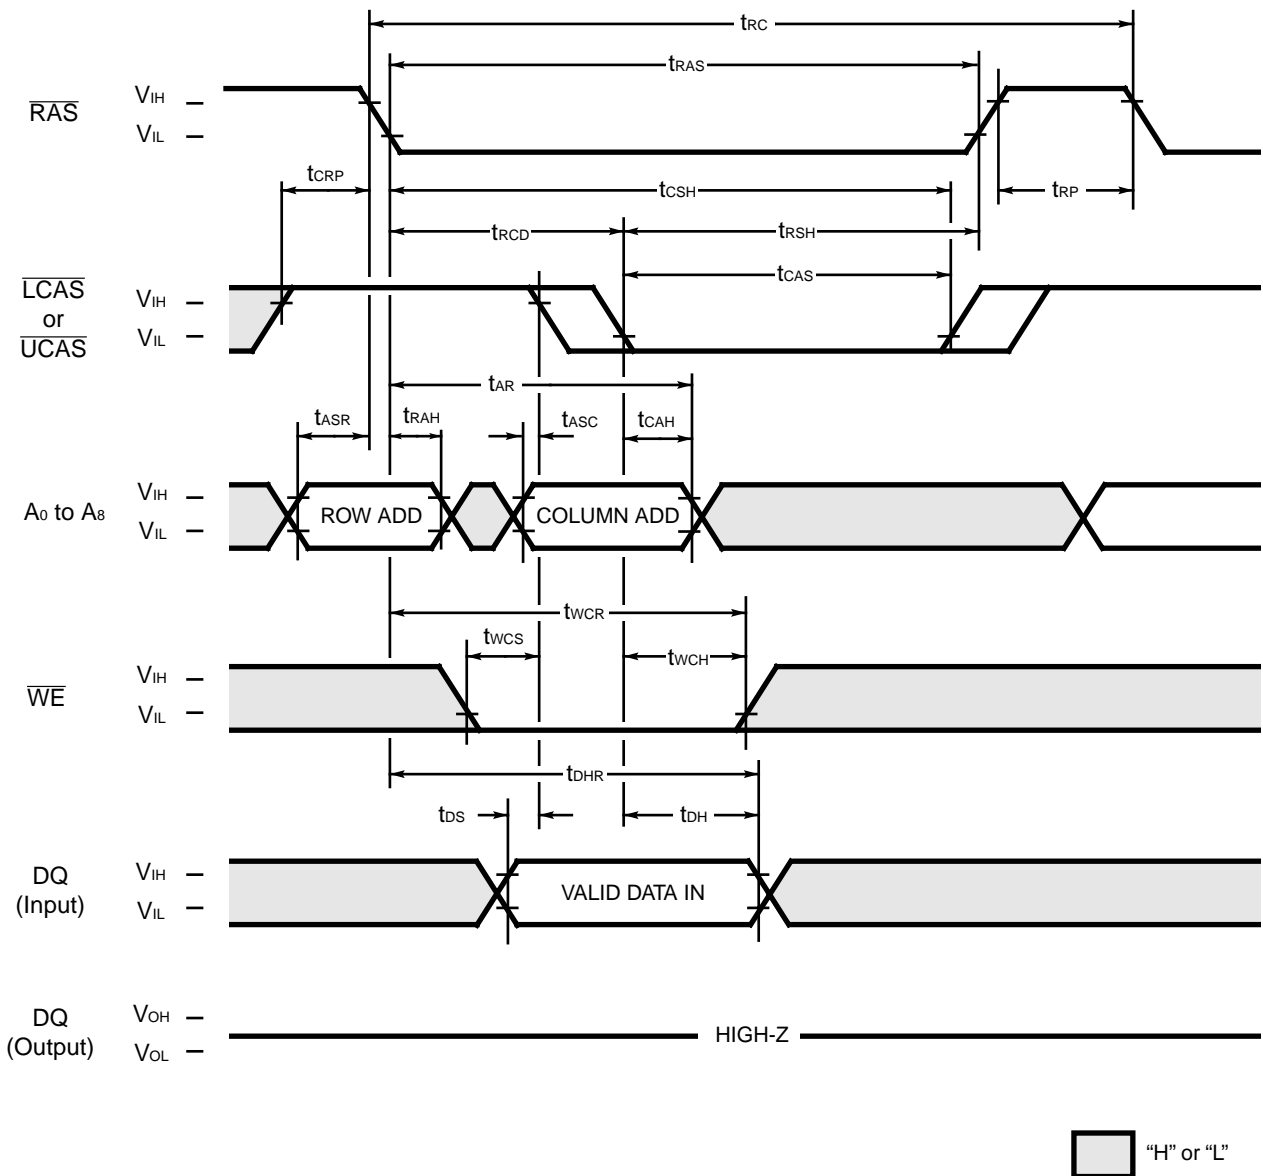 tRC
tRAS
RAS
VIH
VIL
tCRP
tCSH
tRP
tRCD
tRSH
tCAS
LCAS
or
UCAS
VIH
VIL
tAR
tASR
tRAH
tASC
tCAH
A0 to A8
VIH
VIL
ROW ADD
COLUMN ADD
tWCR
tWCS
tWCH
WE
VIH
VIL
tDHR
tDS
tDH
DQ
(Input)
VIH
VIL
VALID DATA IN
DQ
(Output)
VOH
VOL
HIGH-Z
“H” or “L”